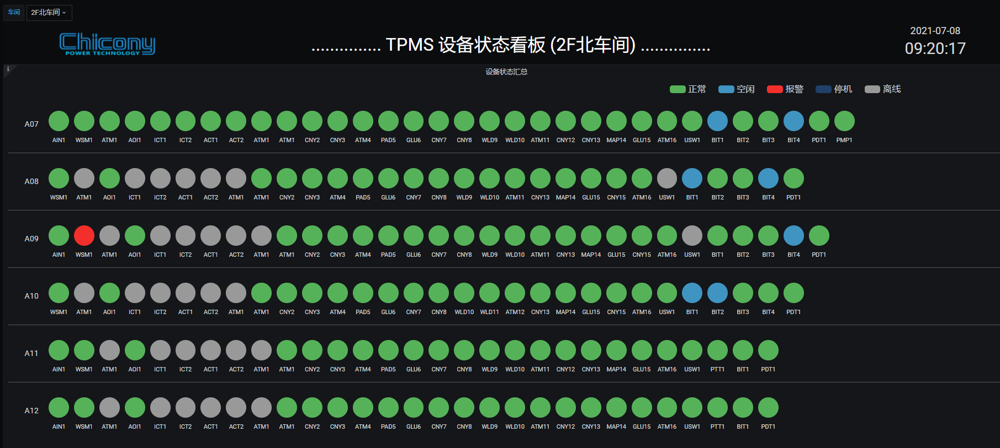 车间 2F北车间
Chicony
POWER TECHNOLOGY
............... TPMS 设备状态看板 (2F北车间) ...............
2021-07-08
09:20:17
i
设备状态汇总
正常 空闲 报警 停机 离线
A07
AIN1 WSM1 ATM1 AOI1 ICT1 ICT2 ACT1 ACT2 ATM1 ATM1 CNY2 CNY3 ATM4 PAD5 GLU6 CNY7 CNY8 WLD9 WLD10 ATM11 CNY12 CNY13 MAP14 GLU15 ATM16 USW1 BIT1 BIT2 BIT3 BIT4 PDT1 PMP1
A08
WSM1 ATM1 AOI1 ICT1 ICT2 ACT1 ACT2 ATM1 ATM1 CNY2 CNY3 ATM4 PAD5 GLU6 CNY7 CNY8 WLD9 WLD10 ATM11 CNY13 MAP14 GLU15 CNY15 ATM16 USW1 BIT1 BIT2 BIT3 BIT4 PDT1
A09
AIN1 WSM1 ATM1 AOI1 ICT1 ICT2 ACT1 ACT2 ATM1 ATM1 CNY2 CNY3 ATM4 PAD5 GLU6 CNY7 CNY8 WLD9 WLD10 ATM11 CNY13 MAP14 GLU15 CNY15 ATM16 USW1 BIT1 BIT2 BIT3 BIT4 PDT1
A10
WSM1 ATM1 AOI1 ICT1 ICT2 ACT1 ACT2 ATM1 ATM1 CNY2 CNY3 ATM4 PAD5 GLU6 CNY7 CNY8 WLD10 WLD11 ATM12 CNY13 MAP14 GLU15 CNY15 ATM16 USW1 BIT1 BIT2 BIT3 BIT4 PDT1
A11
AIN1 WSM1 ATM1 AOI1 ICT1 ICT2 ACT1 ACT2 ATM1 ATM1 CNY2 CNY3 ATM4 PAD5 GLU6 CNY7 CNY8 WLD9 WLD10 ATM11 CNY12 CNY13 MAP14 GLU15 ATM16 USW1 PTT1 BIT1 PDT1
A12
AIN1 WSM1 ATM1 AOI1 ICT1 ICT2 ACT1 ACT2 ATM1 ATM1 CNY2 CNY3 ATM4 PAD5 GLU6 CNY7 CNY8 WLD9 WLD10 ATM11 CNY12 CNY13 MAP14 GLU15 ATM16 USW1 PTT1 BIT1 PDT1